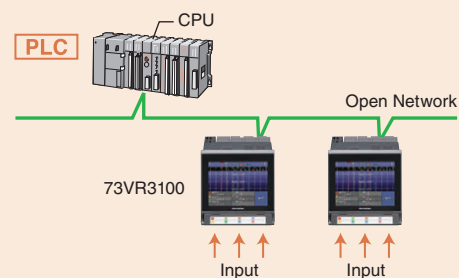 CPU
PLC
Open Network
73VR3100
Input
Input